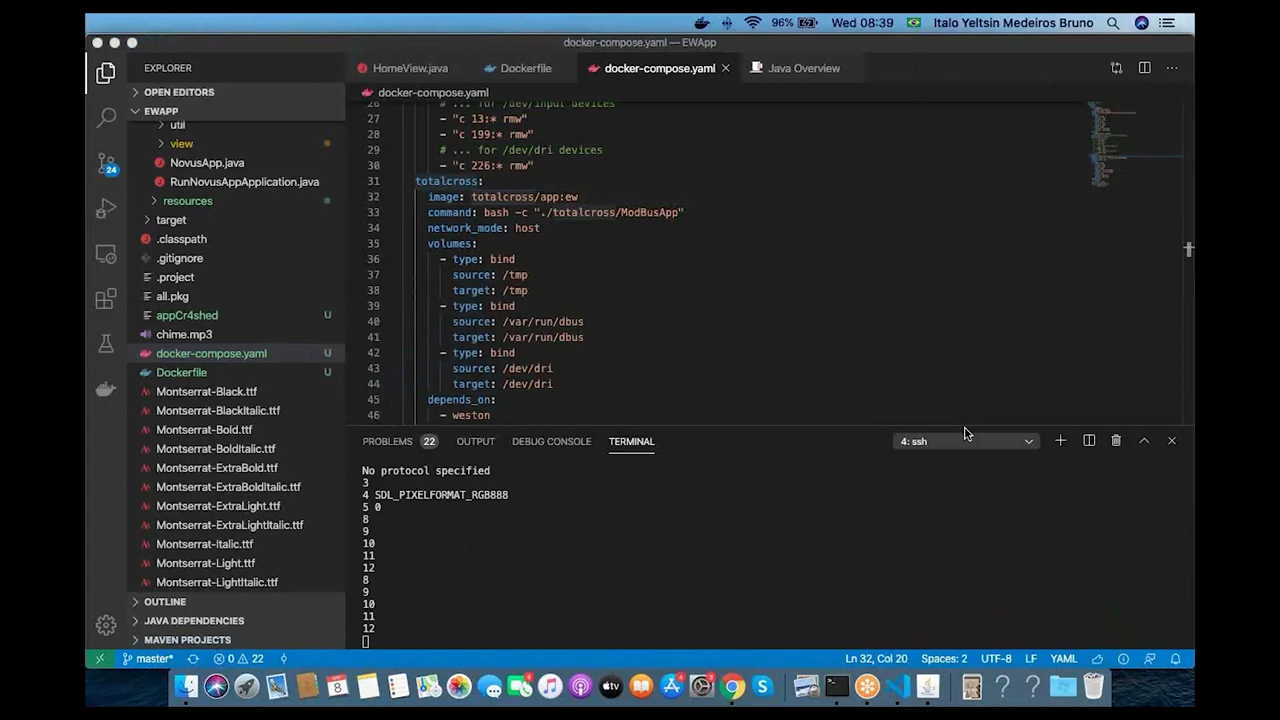 96%
Wed 08:39
Italo Yeltsin Medeiros Bruno
docker-compose.yaml — EWApp
EXPLORER
HomeView.java
Dockerfile
docker-compose.yaml
Java Overview
OPEN EDITORS
docker-compose.yaml
EWAPP
util
view
NovusApp.java
RunNovusAppApplication.java
resources
target
.classpath
.gitignore
.project
all.pkg
appCr4shed U
chime.mp3
docker-compose.yaml U
Dockerfile U
Montserrat-Black.ttf
Montserrat-BlackItalic.ttf
Montserrat-Bold.ttf
Montserrat-BoldItalic.ttf
Montserrat-ExtraBold.ttf
Montserrat-ExtraBoldItalic.ttf
Montserrat-ExtraLight.ttf
Montserrat-ExtraLightItalic.ttf
Montserrat-Italic.ttf
Montserrat-Light.ttf
Montserrat-LightItalic.ttf
OUTLINE
JAVA DEPENDENCIES
MAVEN PROJECTS
24
26 # ... for /dev/input devices
27 - "c 13:* rmw"
28 - "c 199:* rmw"
29 # ... for /dev/dri devices
30 - "c 226:* rmw"
31 totalcross:
32 image: totalcross/app:ew
33 command: bash -c "./totalcross/ModBusApp"
34 network_mode: host
35 volumes:
36 - type: bind
37 source: /tmp
38 target: /tmp
39 - type: bind
40 source: /var/run/dbus
41 target: /var/run/dbus
42 - type: bind
43 source: /dev/dri
44 target: /dev/dri
45 depends_on:
46 - weston
PROBLEMS 22 OUTPUT DEBUG CONSOLE TERMINAL
4: ssh
No protocol specified
3
4 SDL_PIXELFORMAT_RGB888
5 0
8
9
10
11
12
8
9
10
11
12
master*
0 22
Ln 32, Col 20
Spaces: 2
UTF-8
LF
YAML
8
tv